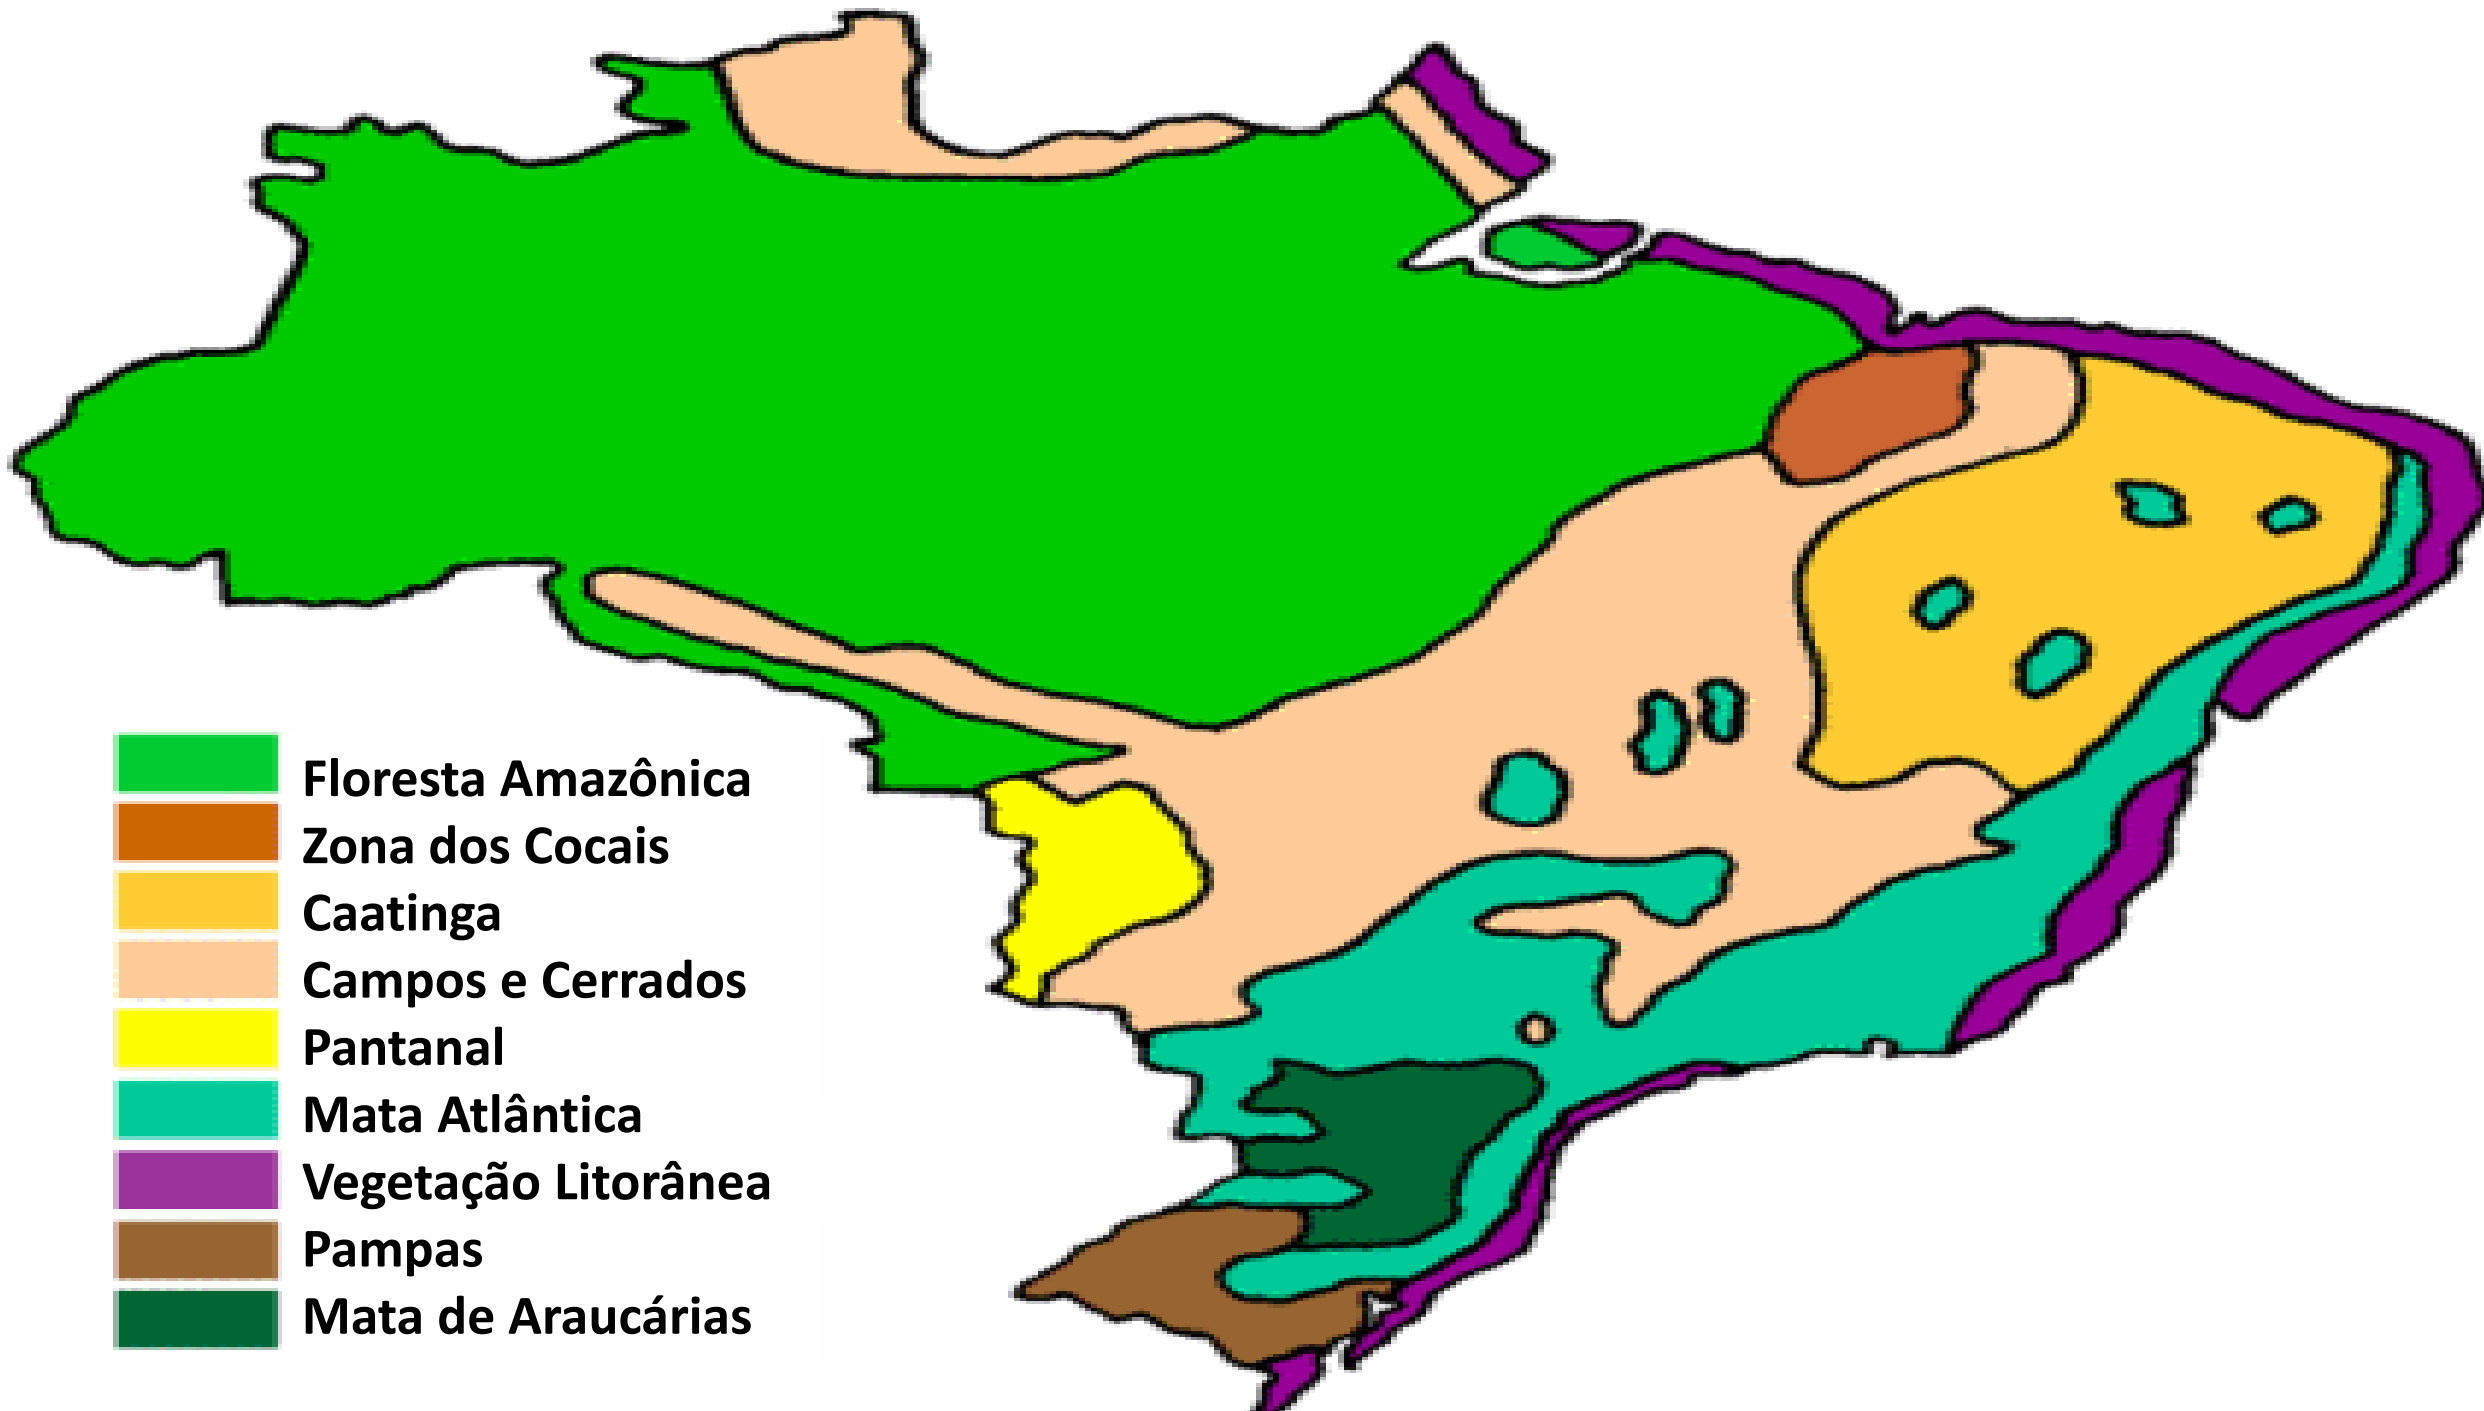 Floresta Amazônica
Zona dos Cocais
Caatinga
Campos e Cerrados
Pantanal
Mata Atlântica
Vegetação Litorânea
Pampas
Mata de Araucárias